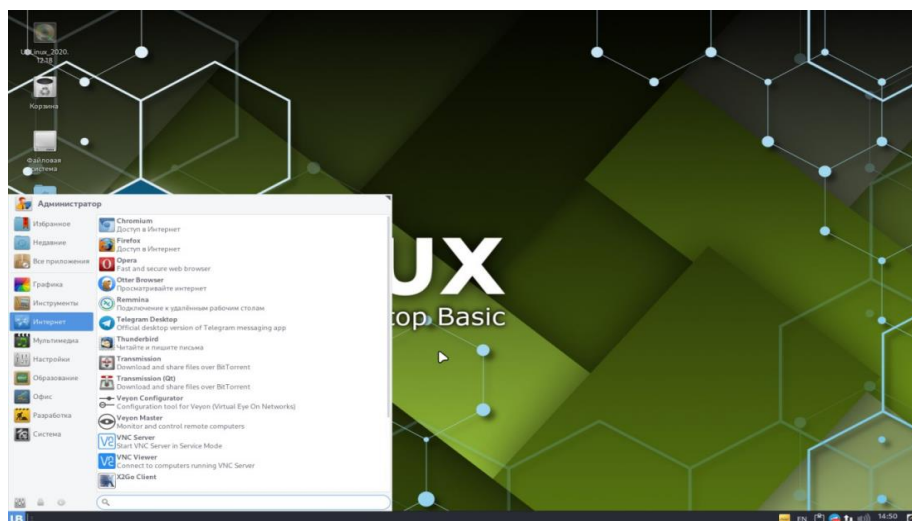 12.18
Корзина
Файловая
система
Администратор
Избранное
Недавние
Все приложения
Графика
Инструменты
Интернет
Мультимедиа
Настройки
Образование
Офис
Разработка
Система
Chromium
Доступ в Интернет
Firefox
Доступ в Интернет
Opera
Fast and secure web browser
Otter Browser
Просматривайте интернет
Remmina
Подключение к удалённым рабочим столам
Telegram Desktop
Official desktop version of Telegram messaging app
Thunderbird
Читайте и пишите письма
Transmission
Download and share files over BitTorrent
Transmission (Qt)
Download and share files over BitTorrent
Veyon Configurator
Configuration tool for Veyon (Virtual Eye On Networks)
Veyon Master
Monitor and control remote computers
VNC Server
Start VNC Server in Service Mode
VNC Viewer
Connect to computers running VNC Server
X2Go Client
UX
top Basic
EN
14:50